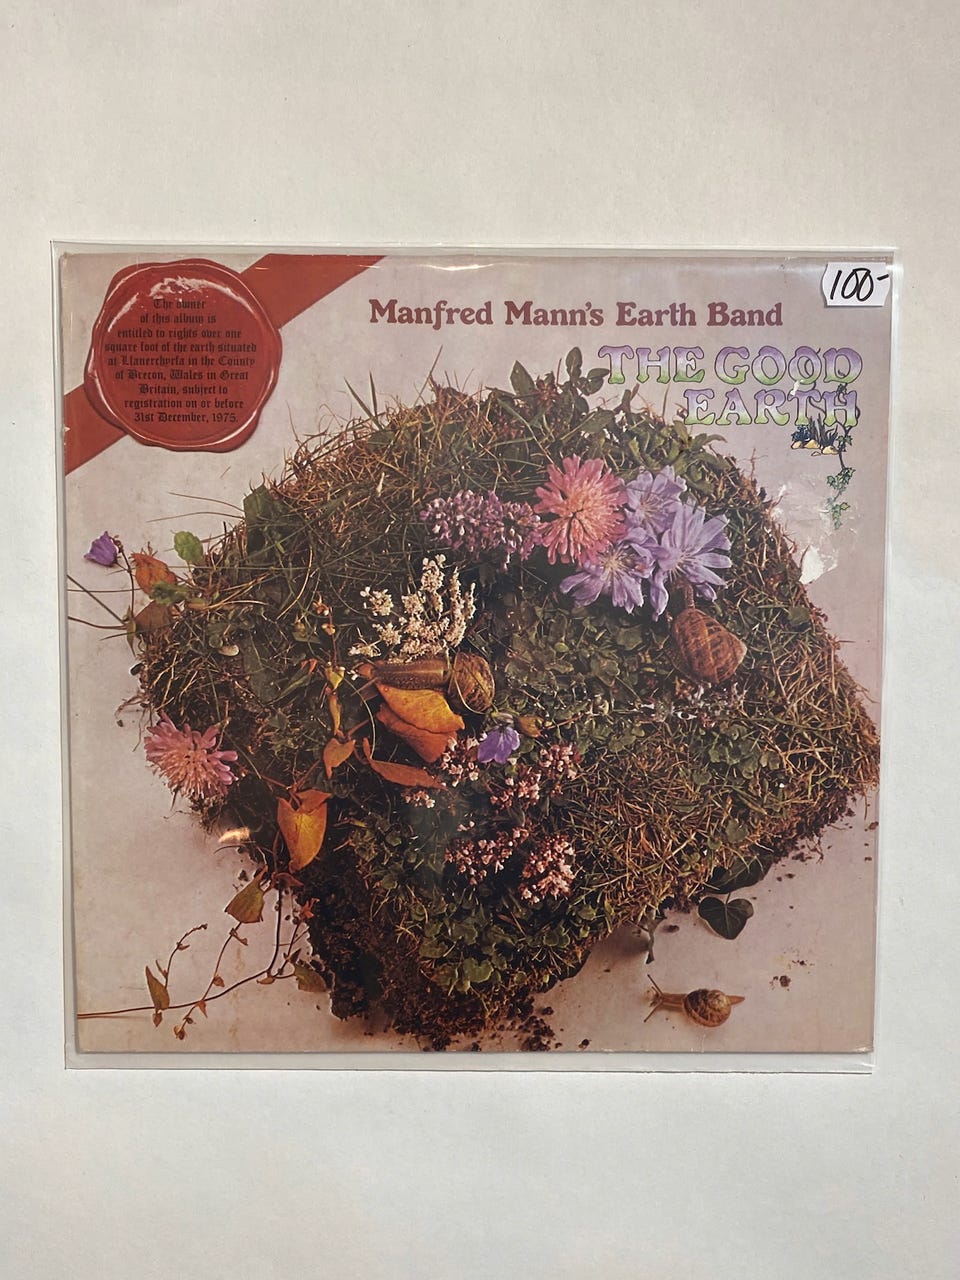 100-
Manfred Mann's Earth Band
THE GOOD
EARTH
The owner
of this album is
entitled to rights over one
square foot of the earth situated
at Llanerchyrfa in the County
of Brecon, Wales in Great
Britain, subject to
registration on or before
31st December, 1975.